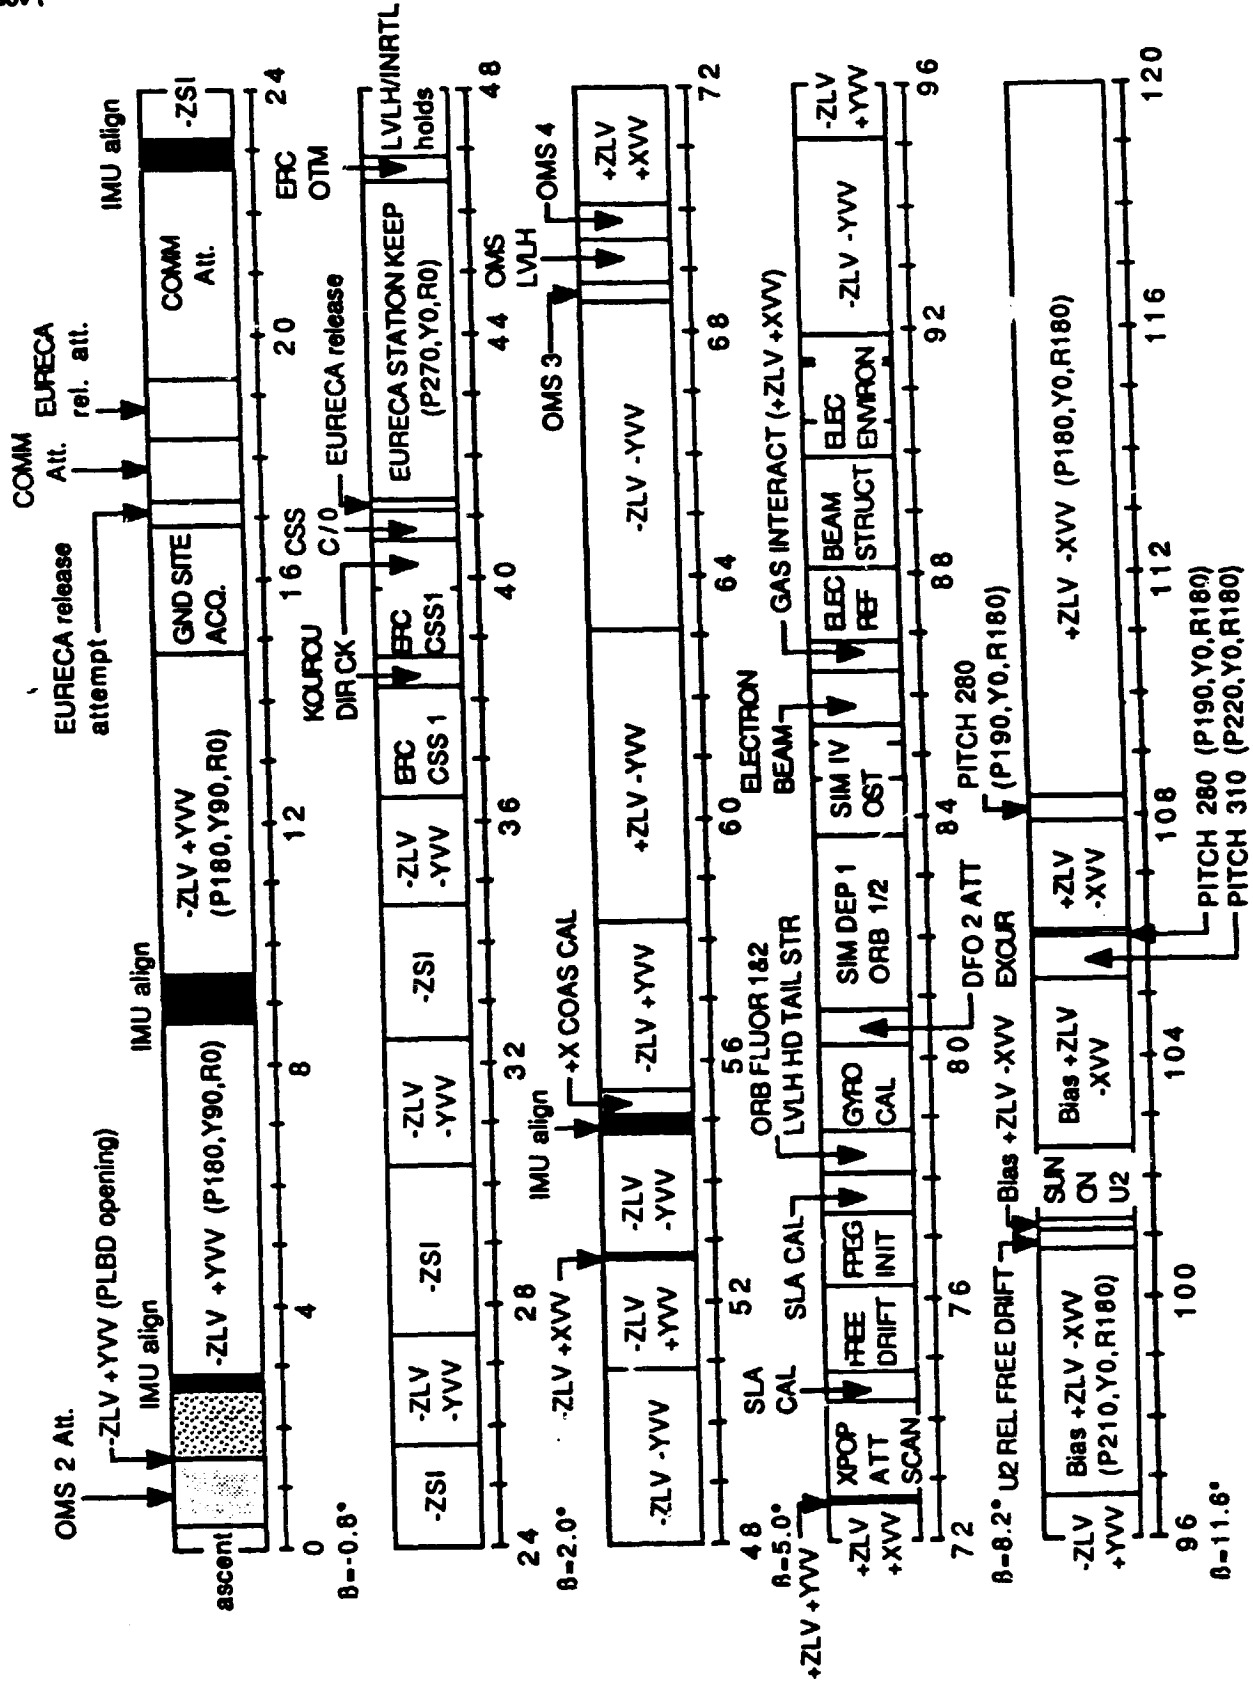 OMS 2 Att.
-ZLV +YVV (PLBD opening)
IMU align
IMU align
EURECA release
attempt
COMM
Att.
EURECA
rel. att.
IMU align
ascent
-ZLV +YVV (P180,Y90,R0)
-ZLV +YVV
(P180,Y90,R0)
GND SITE
ACQ.
COMM
Att.
-ZSI
0
4
8
12
16
20
24
β=-0.8°
KOUROU
DIR CK
CSS
C/O
EURECA release
ERC
OTM
-ZSI
-ZLV
-YVV
-ZSI
-ZLV
-YVV
-ZSI
-ZLV
-YVV
ERC
CSS 1
ERC
CSS1
EURECA STATION KEEP
(P270,Y0,R0)
LVLH/INRTL
holds
24
28
32
36
40
44
48
β=2.0°
-ZLV +XVV
IMU align
+X COAS CAL
OMS 3
OMS
LVLH
OMS 4
-ZLV -YVV
-ZLV
+YVV
-ZLV
-YVV
-ZLV +YVV
+ZLV -YVV
-ZLV -YVV
+ZLV
+XVV
48
52
56
60
64
68
72
β=5.0°
+ZLV +YVV
SLA
CAL
SLA CAL
ORB FLUOR 1&2
LVLH HD TAIL STR
ELECTRON
BEAM
GAS INTERACT (+ZLV +XVV)
+ZLV
+XVV
XPOP
ATT
SCAN
FREE
DRIFT
FPEG
INIT
GYRO
CAL
SIM DEP 1
ORB 1/2
SIM IV
OST
ELEC
REF
BEAM
STRUCT
ELEC
ENVIRON
-ZLV -YVV
-ZLV
+YVV
72
76
80
84
88
92
96
DFO 2 ATT
β=8.2°
U2 REL FREE DRIFT
Bias +ZLV -XVV
EXCUR
PITCH 280
(P190,Y0,R180)
-ZLV
+YVV
Bias +ZLV -XVV
(P210,Y0,R180)
SUN
ON
U2
Bias +ZLV
-XVV
+ZLV
-XVV
+ZLV -XVV (P180,Y0,R180)
96
100
104
108
112
116
120
PITCH 280 (P190,Y0,R180)
PITCH 310 (P220,Y0,R180)
β=11.6°